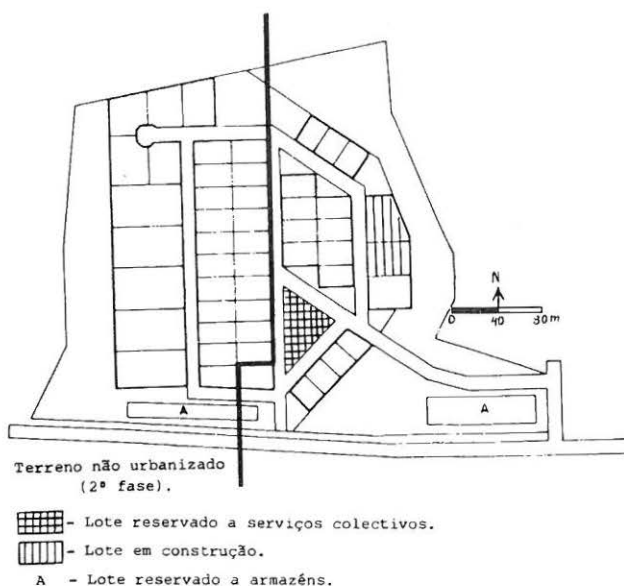 N
0 40 80m
A
A
Terreno não urbanizado
(2ª fase).
- Lote reservado a serviços colectivos.
- Lote em construção.
A - Lote reservado a armazéns.